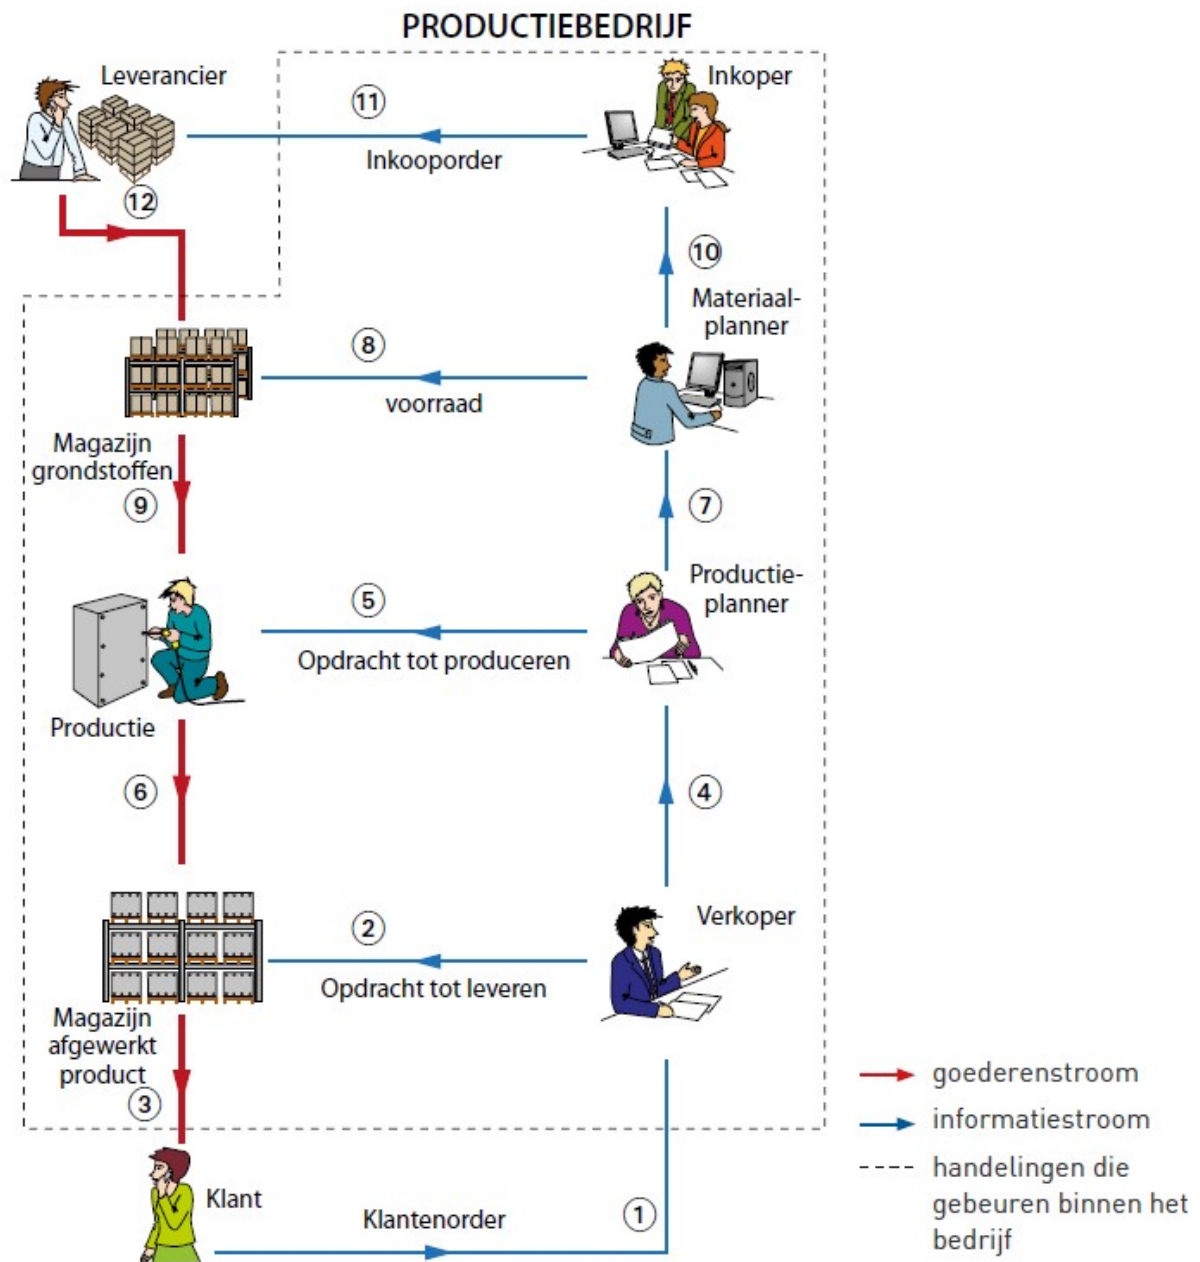 PRODUCTIEBEDRIJF
Leverancier
11
Inkoper
Inkooporder
12
10
Materiaal-
planner
8
voorraad
Magazijn
grondstoffen
9
7
Productie-
planner
5
Opdracht tot produceren
Productie
6
4
Verkoper
2
Opdracht tot leveren
Magazijn
afgewerkt
product
3
Klant
Klantenorder
1
goederenstroom
informatiestroom
handelingen die
gebeuren binnen het
bedrijf